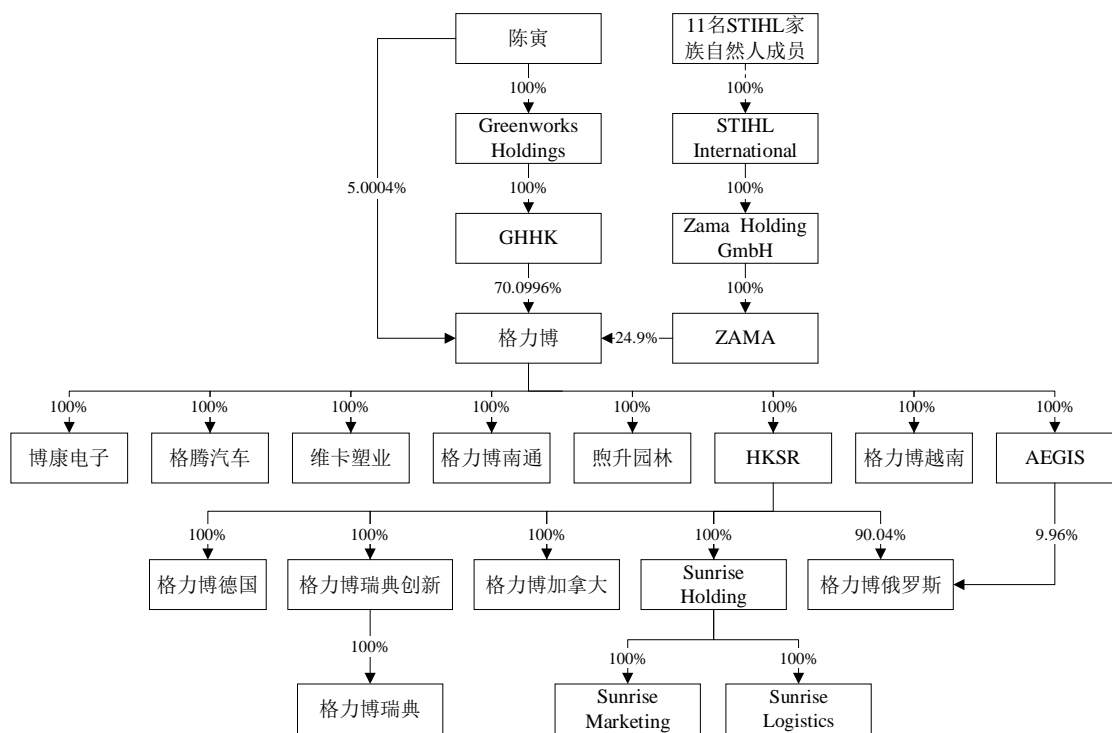 陈寅
11名STIHL家
族自然人成员
100%
100%
Greenworks
Holdings
STIHL
International
5.0004%
100%
100%
GHHK
Zama Holding
GmbH
70.0996%
100%
格力博
24.9%
ZAMA
100%
100%
100%
100%
100%
100%
100%
100%
博康电子
格腾汽车
维卡塑业
格力博南通
煦升园林
HKSR
格力博越南
AEGIS
100%
100%
100%
100%
90.04%
9.96%
格力博德国
格力博瑞典创新
格力博加拿大
Sunrise
Holding
格力博俄罗斯
100%
100%
100%
格力博瑞典
Sunrise
Marketing
Sunrise
Logistics